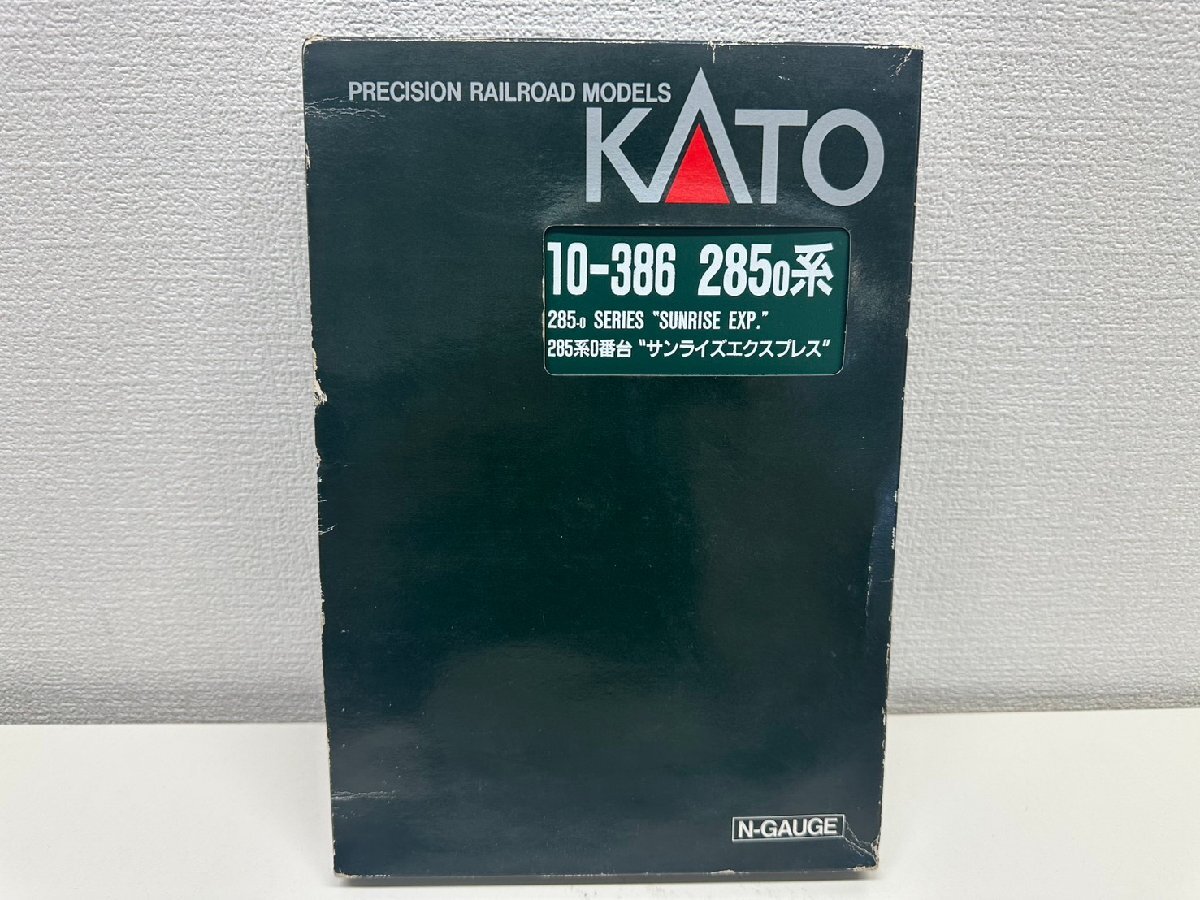 PRECISION RAILROAD MODELS
KATO
10-386 2850系
285-0 SERIES "SUNRISE EXP."
285系0番台 "サンライズエクスプレス"
N-GAUGE